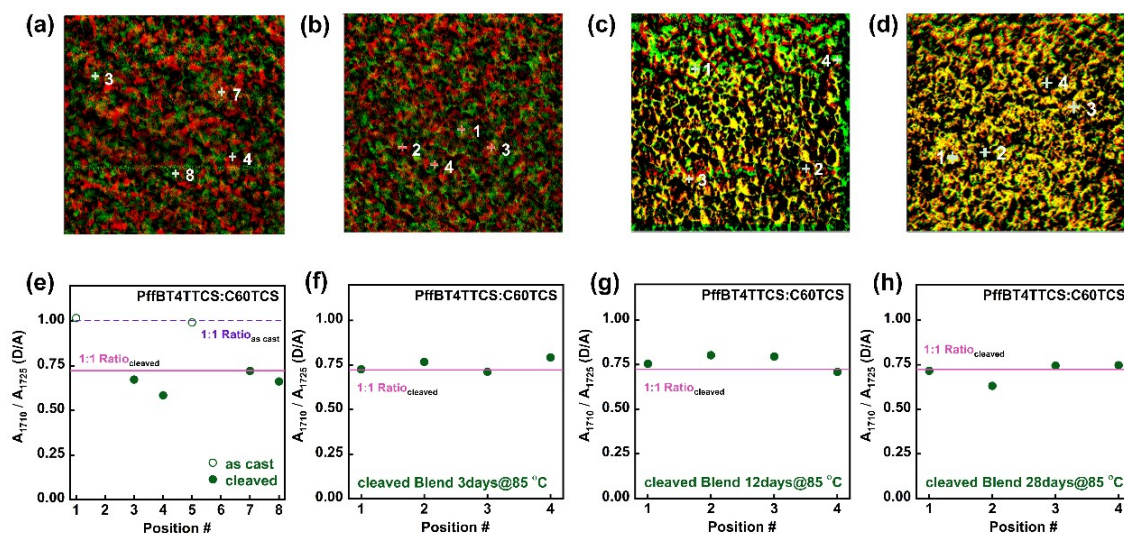 (a)
3
7
4
8
(b)
1
2
3
4
(c)
1
4
3
2
(d)
4
3
1
2
(e)
PffBT4TTCS:C60TCS
1:1 Ratio as cast
1:1 Ratio cleaved
as cast
cleaved
A1710 / A1725 (D/A)
1.00
0.75
0.50
0.25
0.00
1 2 3 4 5 6 7 8
Position #
(f)
PffBT4TTCS:C60TCS
1:1 Ratio cleaved
cleaved Blend 3days@85 °C
A1710 / A1725 (D/A)
1.00
0.75
0.50
0.25
0.00
1 2 3 4
Position #
(g)
PffBT4TTCS:C60TCS
1:1 Ratio cleaved
cleaved Blend 12days@85 °C
A1710 / A1725 (D/A)
1.00
0.75
0.50
0.25
0.00
1 2 3 4
Position #
(h)
PffBT4TTCS:C60TCS
1:1 Ratio cleaved
cleaved Blend 28days@85 °C
A1710 / A1725 (D/A)
1.00
0.75
0.50
0.25
0.00
1 2 3 4
Position #